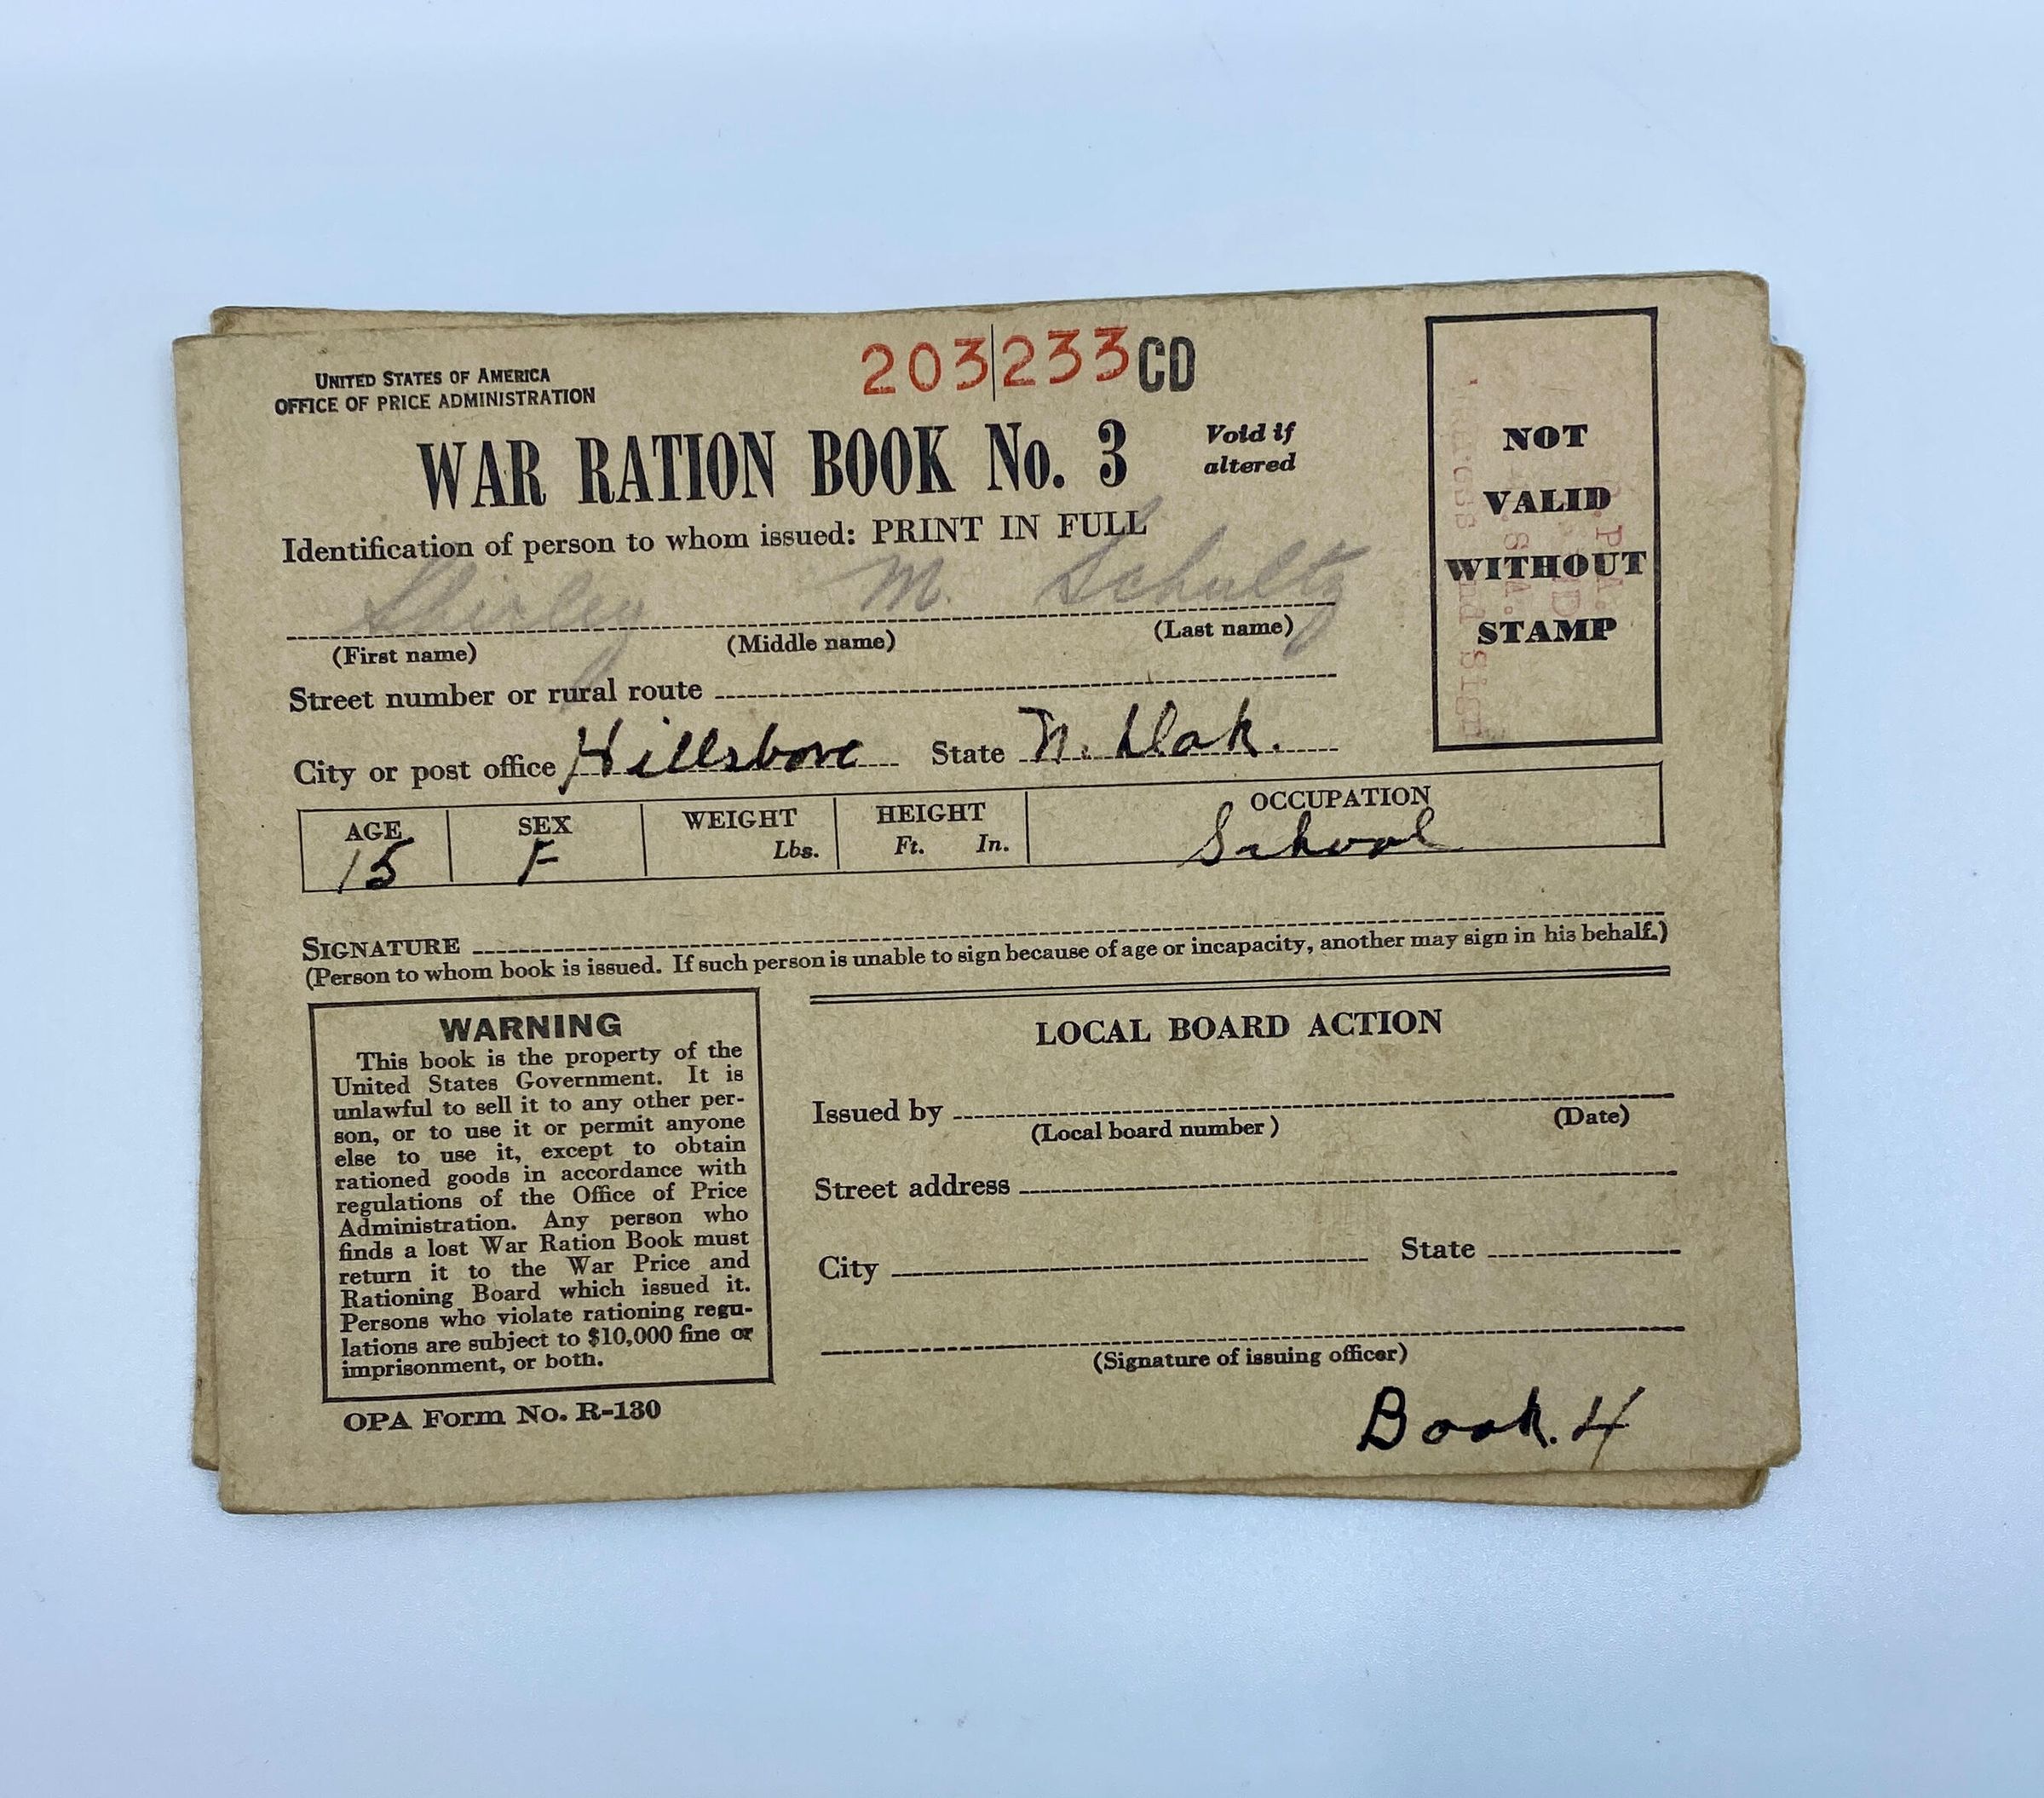 UNITED STATES OF AMERICA
OFFICE OF PRICE ADMINISTRATION
203233CD
WAR RATION BOOK No. 3
Void if
altered
Identification of person to whom issued: PRINT IN FULL
Shirley M. Schultz
(First name) (Middle name) (Last name)
Street number or rural route
City or post office Hillsboro State N. Dak.
AGE SEX WEIGHT HEIGHT OCCUPATION
Lbs. Ft. In.
15 F School
SIGNATURE
(Person to whom book is issued. If such person is unable to sign because of age or incapacity, another may sign in his behalf.)
NOT
VALID
WITHOUT
STAMP
WARNING
This book is the property of the
United States Government. It is
unlawful to sell it to any other per-
son, or to use it or permit anyone
else to use it, except to obtain
rationed goods in accordance with
regulations of the Office of Price
Administration. Any person who
finds a lost War Ration Book must
return it to the War Price and
Rationing Board which issued it.
Persons who violate rationing regu-
lations are subject to $10,000 fine or
imprisonment, or both.
OPA Form No. R-130
LOCAL BOARD ACTION
Issued by
(Local board number) (Date)
Street address
City State
(Signature of issuing officer)
Book. 4